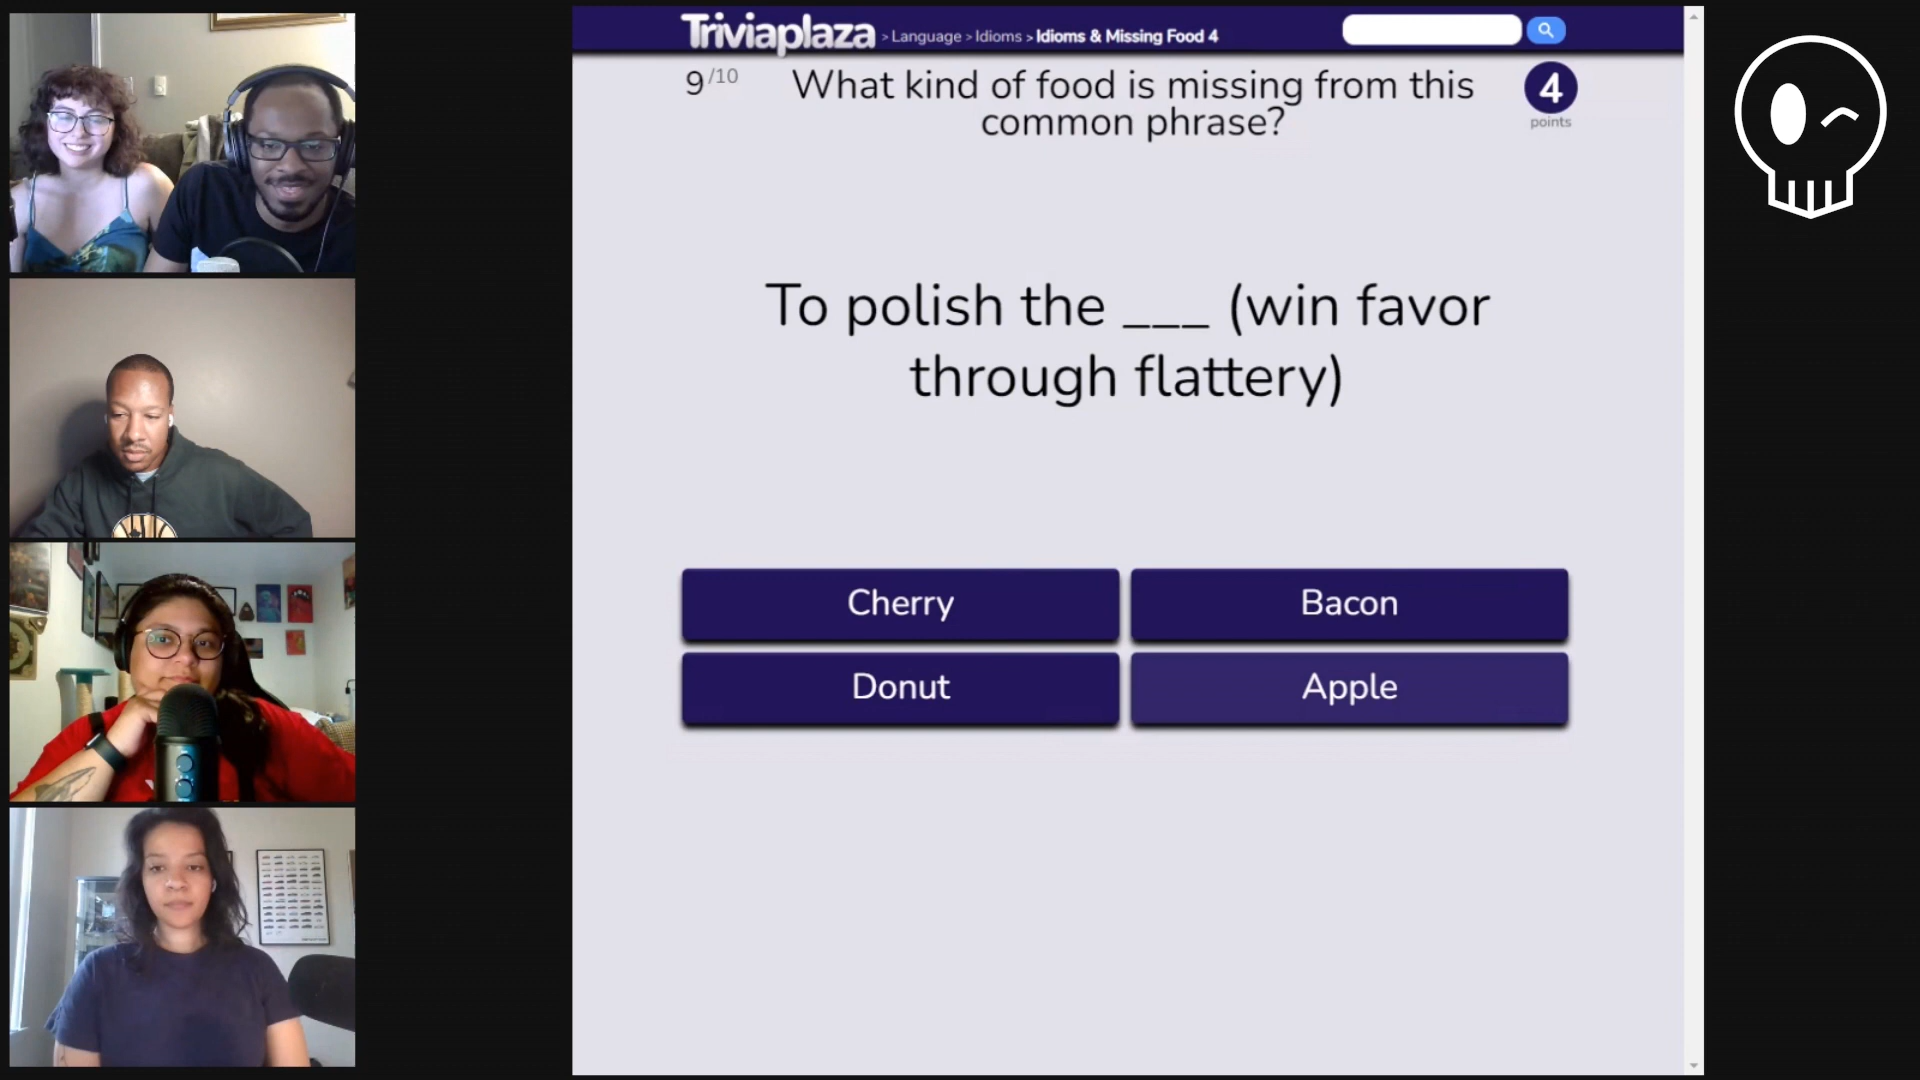 Triviaplaza > Language > Idioms > Idioms & Missing Food 4
9/10
What kind of food is missing from this
common phrase?
4
points
To polish the ___ (win favor
through flattery)
Cherry
Bacon
Donut
Apple